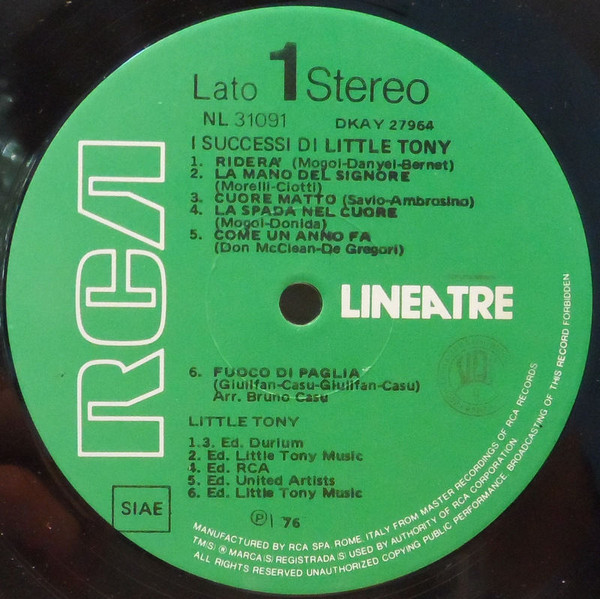 Lato 1 Stereo
NL 31091 DKAY 27964
I SUCCESSI DI LITTLE TONY
1. RIDERA' (Mogol-Danyel-Bernet)
2. LA MANO DEL SIGNORE
(Morelli-Ciotti)
3. CUORE MATTO (Savio-Ambrosino)
4. LA SPADA NEL CUORE
(Mogol-Donida)
5. COME UN ANNO FA
(Don McClean-De Gregori)
RCA
LINEATRE
6. FUOCO DI PAGLIA
(Giulifan-Casu-Giulifan-Casu)
Arr. Bruno Casu
LITTLE TONY
1.3. Ed. Durium
2. Ed. Little Tony Music
4. Ed. RCA
5. Ed. United Artists
6. Ed. Little Tony Music
SIAE
Ⓟ 76
MANUFACTURED BY RCA SPA. ROME. ITALY. FROM MASTER RECORDINGS OF RCA RECORDS
TM(S) ® MARCA(S) REGISTRADA(S) USED BY AUTHORITY OF RCA CORPORATION
ALL RIGHTS RESERVED UNAUTHORIZED COPYING PUBLIC PERFORMANCE, BROADCASTING OF THIS RECORD FORBIDDEN